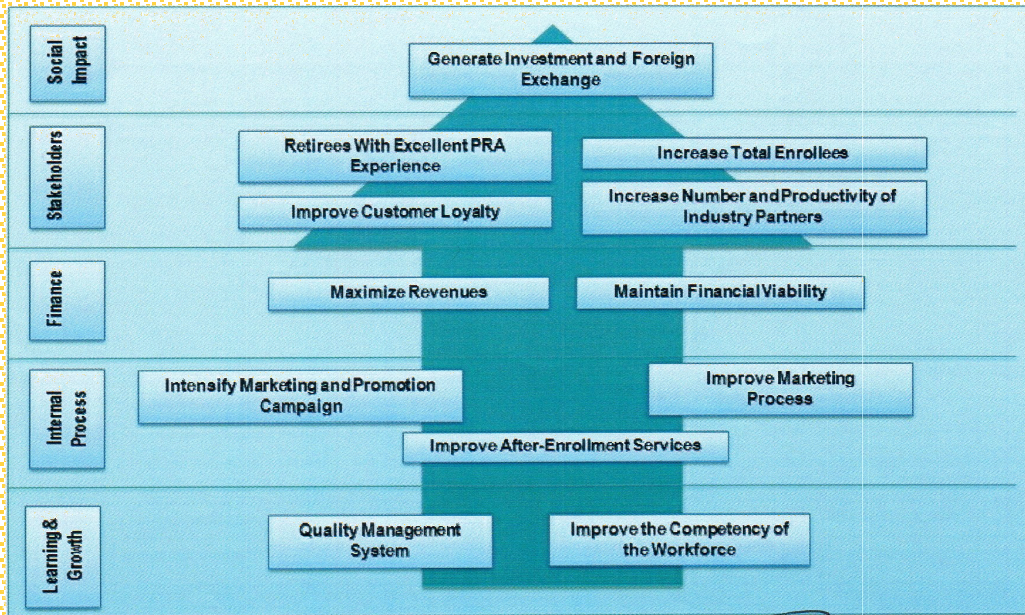 Social
Impact
Generate Investment and Foreign
Exchange
Stakeholders
Retirees With Excellent PRA
Experience
Increase Total Enrollees
Improve Customer Loyalty
Increase Number and Productivity of
Industry Partners
Finance
Maximize Revenues
Maintain Financial Viability
Internal
Process
Intensify Marketing and Promotion
Campaign
Improve Marketing
Process
Improve After-Enrollment Services
Learning &
Growth
Quality Management
System
Improve the Competency of
the Workforce